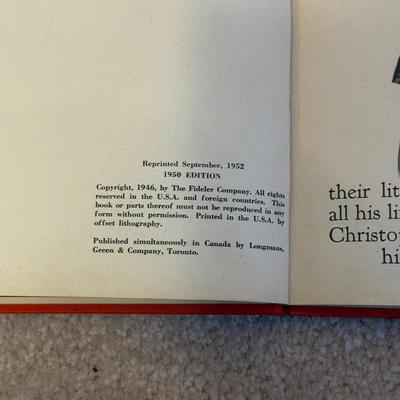 Reprinted September, 1952
1950 EDITION
Copyright, 1946, by The Fideler Company. All rights
reserved in the U.S.A. and foreign countries. This
book or parts thereof must not be reproduced in any
form without permission. Printed in the U.S.A. by
offset lithography.
Published simultaneously in Canada by Longmans,
Green & Company, Toronto.
their lit
all his li
Christop
hi